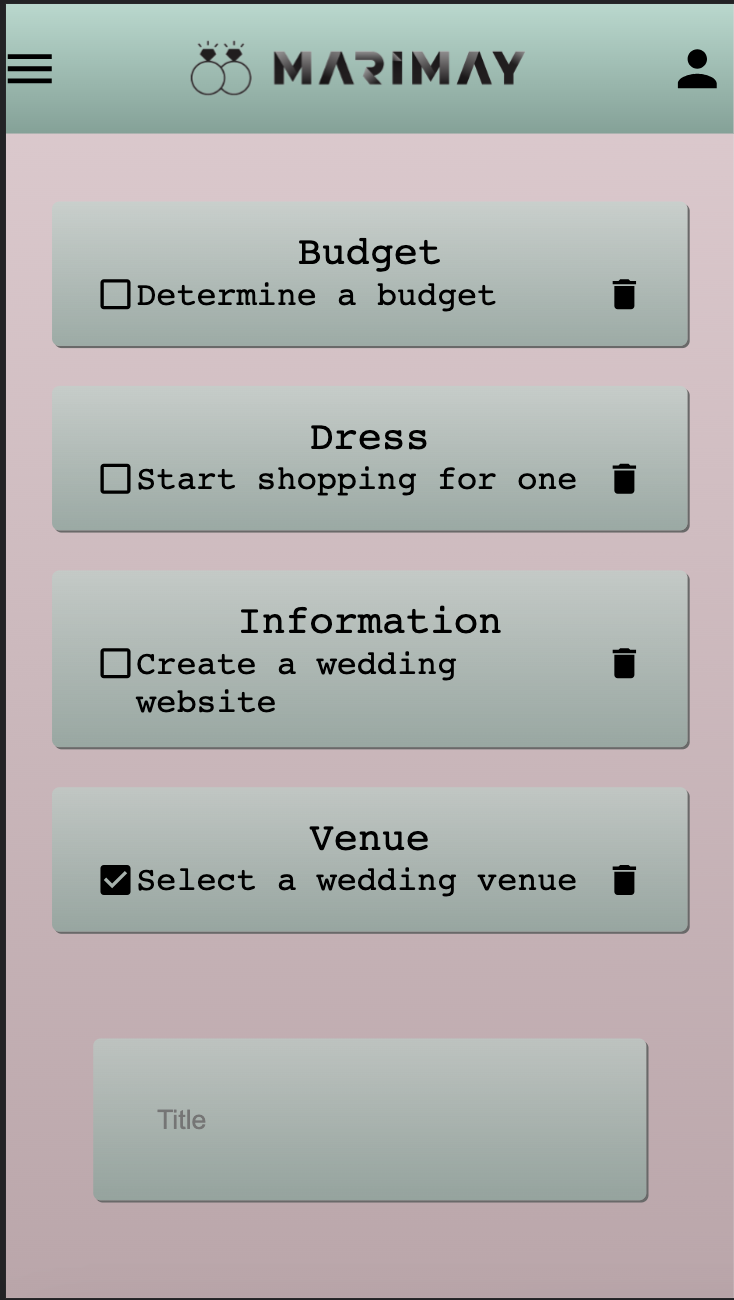 MARIMAY
Budget
Determine a budget
Dress
Start shopping for one
Information
Create a wedding
website
Venue
Select a wedding venue
Title